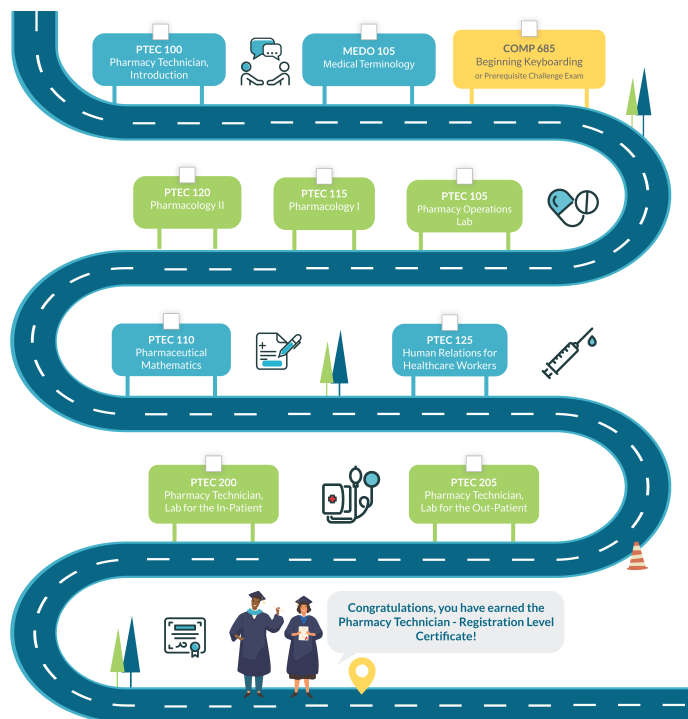 PTEC 100
Pharmacy Technician,
Introduction
MEDO 105
Medical Terminology
COMP 685
Beginning Keyboarding
or Prerequisite Challenge Exam
PTEC 120
Pharmacology II
PTEC 115
Pharmacology I
PTEC 105
Pharmacy Operations
Lab
PTEC 110
Pharmaceutical
Mathematics
PTEC 125
Human Relations for
Healthcare Workers
PTEC 200
Pharmacy Technician,
Lab for the In-Patient
PTEC 205
Pharmacy Technician,
Lab for the Out-Patient
Congratulations, you have earned the
Pharmacy Technician - Registration Level
Certificate!